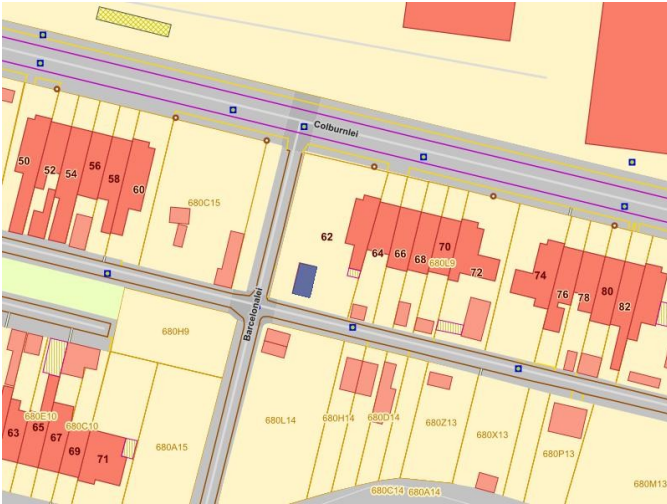 Colburnlei
50
52
54
56
58
60
680C15
62
64
66
68
70
680L9
72
74
76
78
80
82
Barcelonalei
680H9
680E10
680C10
63
65
67
69
71
680A15
680L14
680H14
680D14
680Z13
680X13
680P13
680C14
680A14
680M13